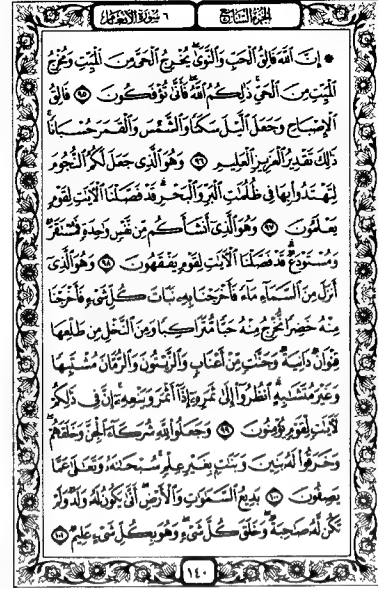 الجزء السابع
٦ سورة الأنعام
۞ إِنَّ ٱللَّهَ فَالِقُ ٱلْحَبِّ وَٱلنَّوَىٰ يُخْرِجُ ٱلْحَيَّ مِنَ ٱلْمَيِّتِ وَمُخْرِجُ
ٱلْمَيِّتِ مِنَ ٱلْحَيِّ ذَٰلِكُمُ ٱللَّهُ فَأَنَّىٰ تُؤْفَكُونَ ٩٥ فَالِقُ
ٱلْإِصْبَاحِ وَجَعَلَ ٱلَّيْلَ سَكَنًا وَٱلشَّمْسَ وَٱلْقَمَرَ حُسْبَانًا
ذَٰلِكَ تَقْدِيرُ ٱلْعَزِيزِ ٱلْعَلِيمِ ٩٦ وَهُوَ ٱلَّذِي جَعَلَ لَكُمُ ٱلنُّجُومَ
لِتَهْتَدُوا۟ بِهَا فِي ظُلُمَٰتِ ٱلْبَرِّ وَٱلْبَحْرِ قَدْ فَصَّلْنَا ٱلْءَايَٰتِ لِقَوْمٍ
يَعْلَمُونَ ٩٧ وَهُوَ ٱلَّذِي أَنشَأَكُم مِّن نَّفْسٍ وَٰحِدَةٍ فَمُسْتَقَرٌّ
وَمُسْتَوْدَعٌ قَدْ فَصَّلْنَا ٱلْءَايَٰتِ لِقَوْمٍ يَفْقَهُونَ ٩٨ وَهُوَ ٱلَّذِي
أَنزَلَ مِنَ ٱلسَّمَآءِ مَآءً فَأَخْرَجْنَا بِهِۦ نَبَاتَ كُلِّ شَيْءٍ فَأَخْرَجْنَا
مِنْهُ خَضِرًا نُّخْرِجُ مِنْهُ حَبًّا مُّتَرَاكِبًا وَمِنَ ٱلنَّخْلِ مِن طَلْعِهَا
قِنْوَانٌ دَانِيَةٌ وَجَنَّٰتٍ مِّنْ أَعْنَابٍ وَٱلزَّيْتُونَ وَٱلرُّمَّانَ مُشْتَبِهًا
وَغَيْرَ مُتَشَٰبِهٍ ٱنظُرُوٓا۟ إِلَىٰ ثَمَرِهِۦٓ إِذَآ أَثْمَرَ وَيَنْعِهِۦٓ إِنَّ فِي ذَٰلِكُمْ
لَءَايَٰتٍ لِّقَوْمٍ يُؤْمِنُونَ ٩٩ وَجَعَلُوا۟ لِلَّهِ شُرَكَآءَ ٱلْجِنَّ وَخَلَقَهُمْ
وَخَرَقُوا۟ لَهُۥ بَنِينَ وَبَنَٰتٍۭ بِغَيْرِ عِلْمٍ سُبْحَٰنَهُۥ وَتَعَٰلَىٰ عَمَّا
يَصِفُونَ ١٠٠ بَدِيعُ ٱلسَّمَٰوَٰتِ وَٱلْأَرْضِ أَنَّىٰ يَكُونُ لَهُۥ وَلَدٌ وَلَمْ
تَكُن لَّهُۥ صَٰحِبَةٌ وَخَلَقَ كُلَّ شَيْءٍ وَهُوَ بِكُلِّ شَيْءٍ عَلِيمٌ ١٠١
١٤٠